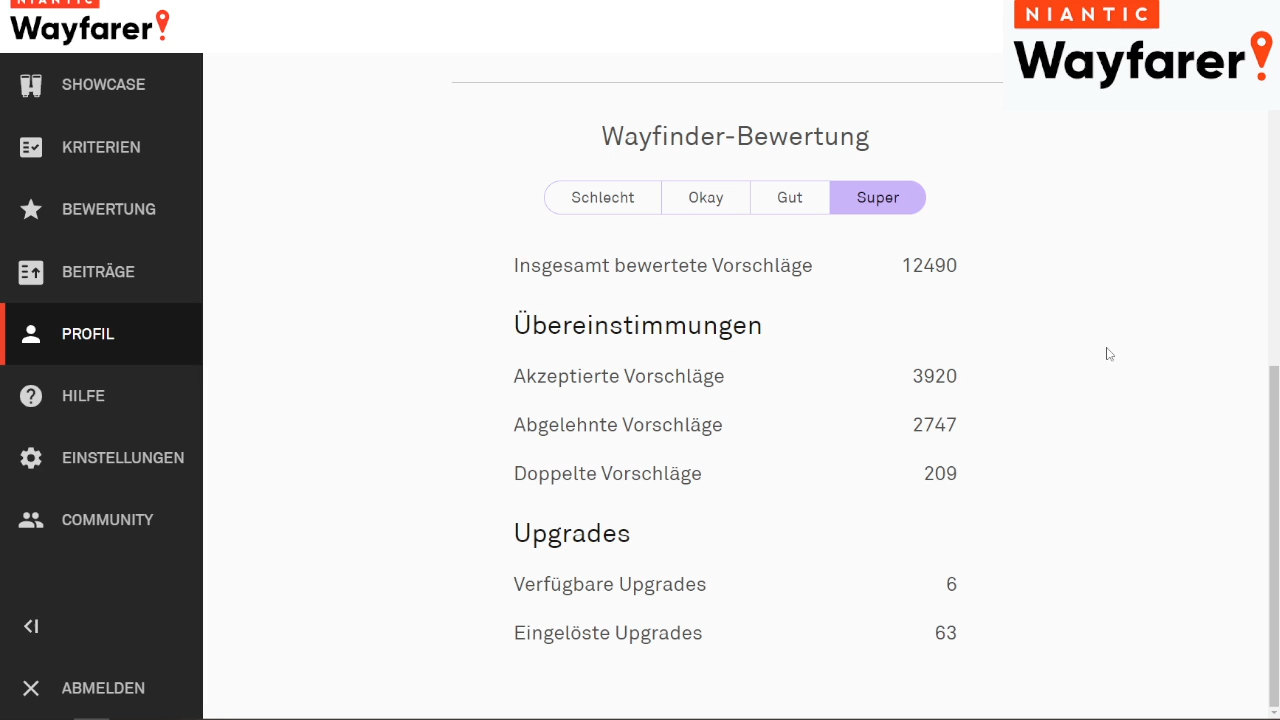 NIANTIC
Wayfarer
NIANTIC
Wayfarer
SHOWCASE
KRITERIEN
BEWERTUNG
BEITRÄGE
PROFIL
HILFE
EINSTELLUNGEN
COMMUNITY
ABMELDEN
Wayfinder-Bewertung
Schlecht Okay Gut Super
Insgesamt bewertete Vorschläge 12490
Übereinstimmungen
Akzeptierte Vorschläge 3920
Abgelehnte Vorschläge 2747
Doppelte Vorschläge 209
Upgrades
Verfügbare Upgrades 6
Eingelöste Upgrades 63